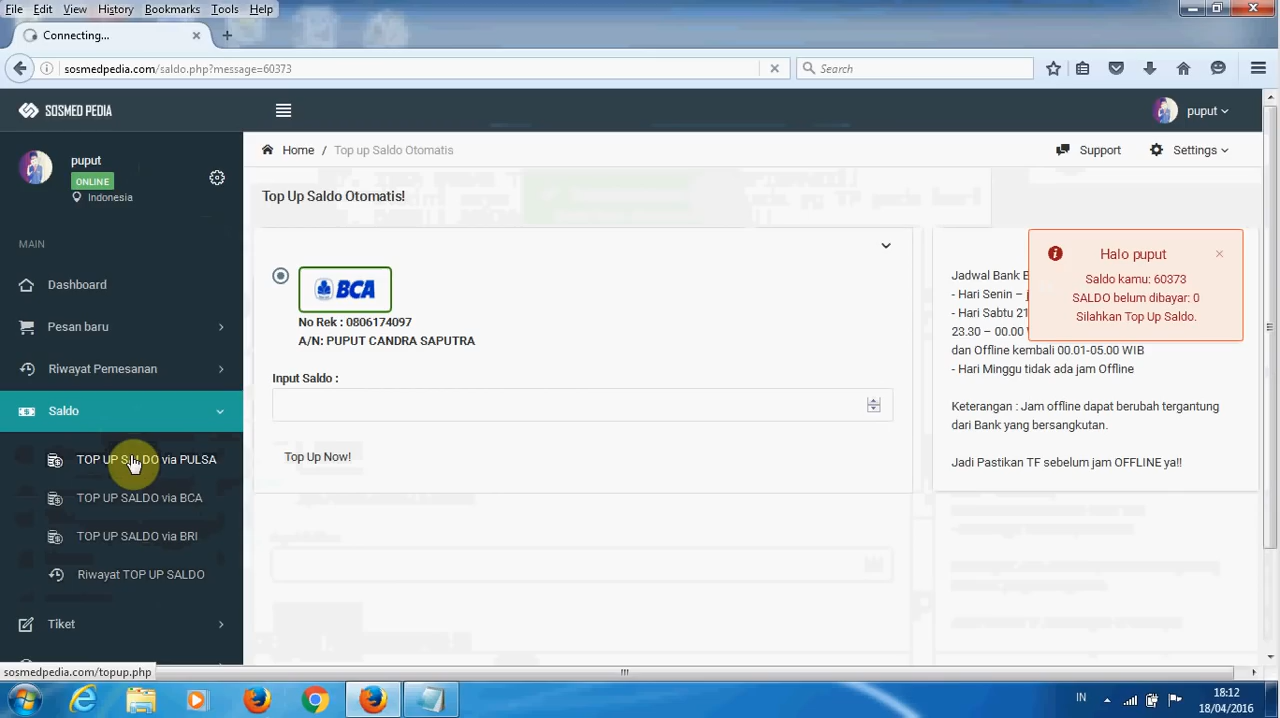 File Edit View History Bookmarks Tools Help
Connecting...
sosmedpedia.com/saldo.php?message=60373
Search
SOSMED PEDIA
puput
puput
ONLINE
Indonesia
Home / Top up Saldo Otomatis
Support
Settings
MAIN
Dashboard
Pesan baru
Riwayat Pemesanan
Saldo
TOP UP SALDO via PULSA
TOP UP SALDO via BCA
TOP UP SALDO via BRI
Riwayat TOP UP SALDO
Tiket
sosmedpedia.com/topup.php
Top Up Saldo Otomatis!
BCA
No Rek : 0806174097
A/N: PUPUT CANDRA SAPUTRA
Input Saldo :
Top Up Now!
Halo puput
Saldo kamu: 60373
SALDO belum dibayar: 0
Silahkan Top Up Saldo.
Jadwal Bank
- Hari Senin –
- Hari Sabtu 21
23.30 – 00.00
dan Offline kembali 00.01-05.00 WIB
- Hari Minggu tidak ada jam Offline
Keterangan : Jam offline dapat berubah tergantung
dari Bank yang bersangkutan.
Jadi Pastikan TF sebelum jam OFFLINE ya!!
IN
18:12
18/04/2016